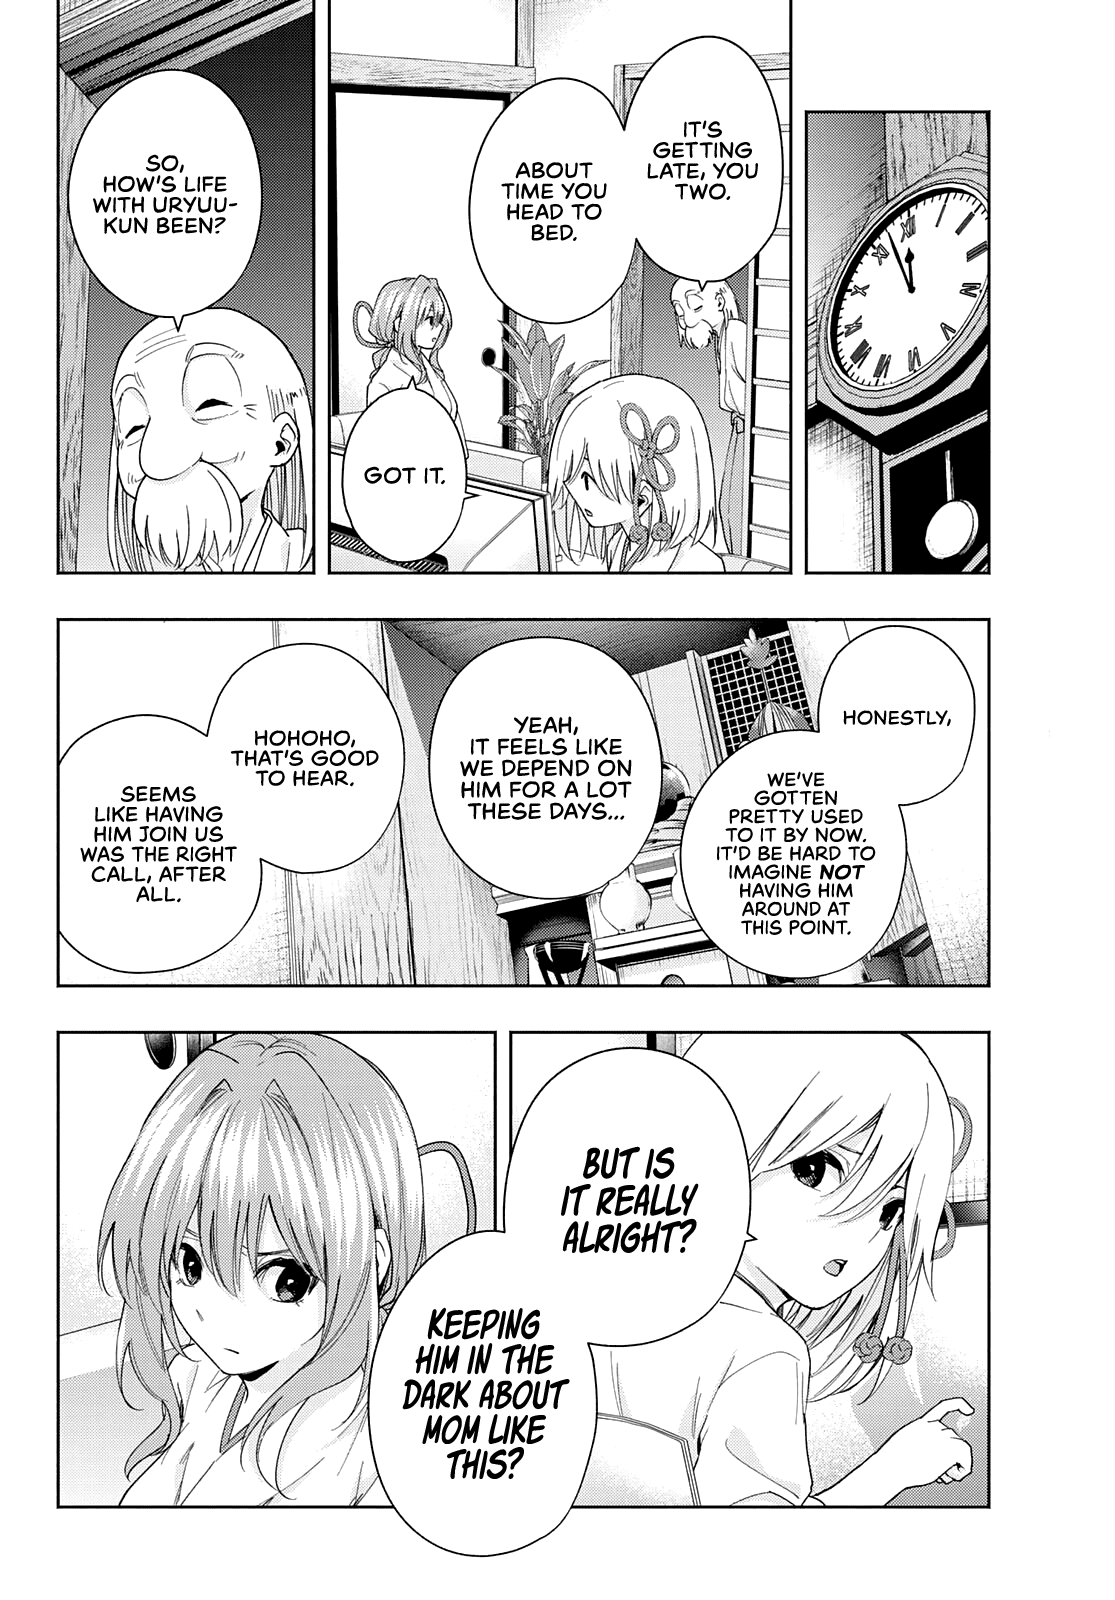 IT'S
GETTING
LATE, YOU
TWO.
ABOUT
TIME YOU
HEAD TO
BED.
GOT IT.
SO,
HOW'S LIFE
WITH URYUU-
KUN BEEN?
HONESTLY,
WE'VE
GOTTEN
PRETTY USED
TO IT BY NOW.
IT'D BE HARD TO
IMAGINE NOT
HAVING HIM
AROUND AT
THIS POINT.
YEAH,
IT FEELS LIKE
WE DEPEND ON
HIM FOR A LOT
THESE DAYS...
HOHOHO,
THAT'S GOOD
TO HEAR.
SEEMS
LIKE HAVING
HIM JOIN US
WAS THE RIGHT
CALL, AFTER
ALL.
BUT IS
IT REALLY
ALRIGHT?
KEEPING
HIM IN THE
DARK ABOUT
MOM LIKE
THIS?